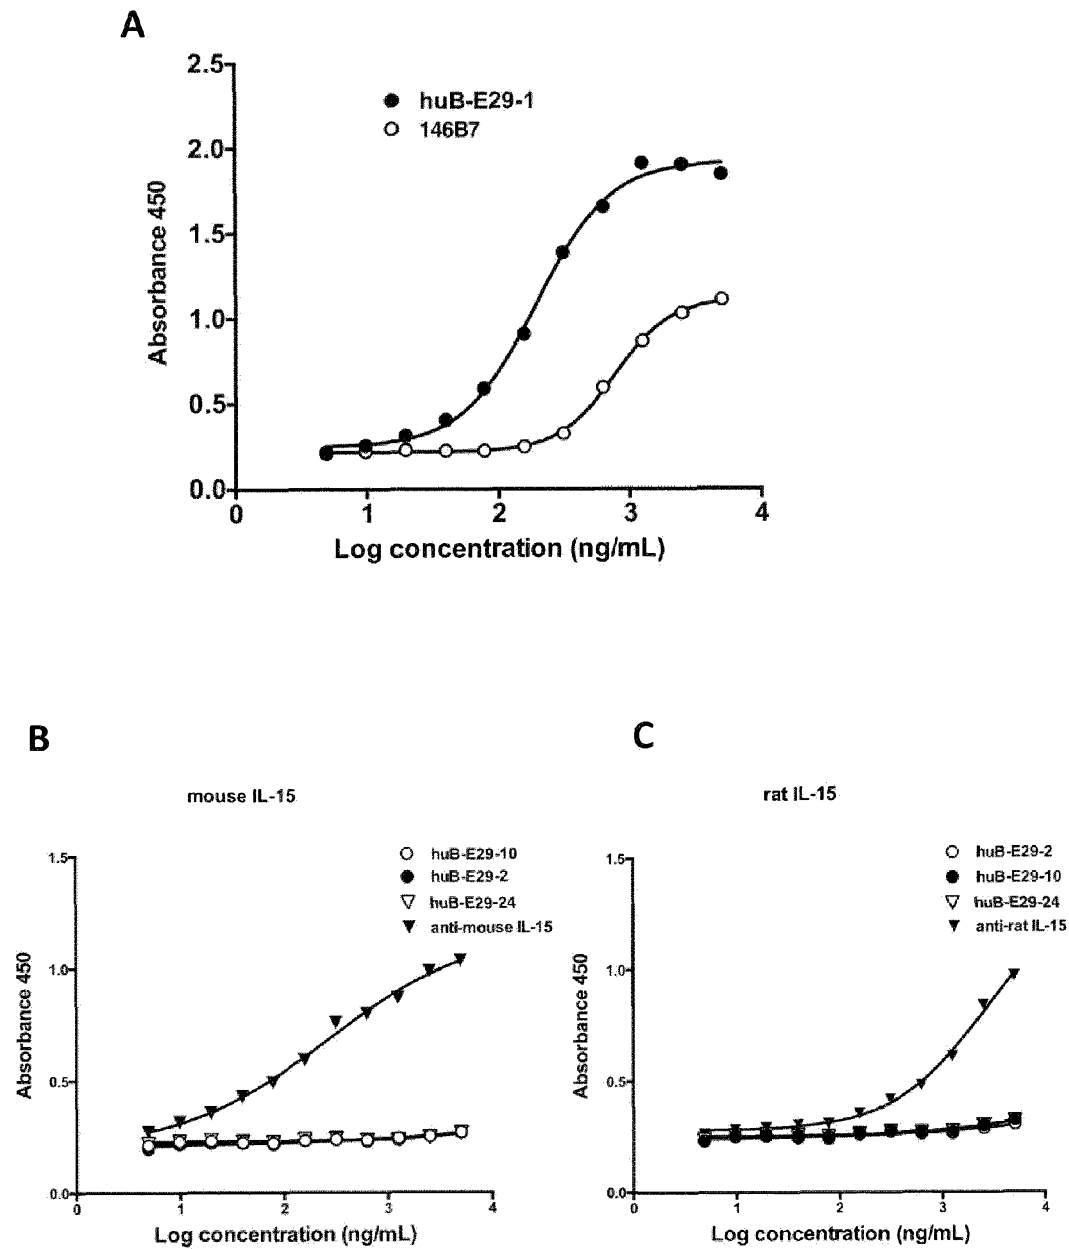 A
2.5
huB-E29-1
146B7
2.0
1.5
1.0
0.5
0.0
Absorbance 450
0 1 2 3 4
Log concentration (ng/mL)
B
mouse IL-15
huB-E29-10
huB-E29-2
huB-E29-24
anti-mouse IL-15
1.5
1.0
0.5
0.0
Absorbance 450
0 1 2 3 4
Log concentration (ng/mL)
C
rat IL-15
huB-E29-2
huB-E29-10
huB-E29-24
anti-rat IL-15
1.5
1.0
0.5
0.0
Absorbance 450
0 1 2 3 4
Log concentration (ng/mL)